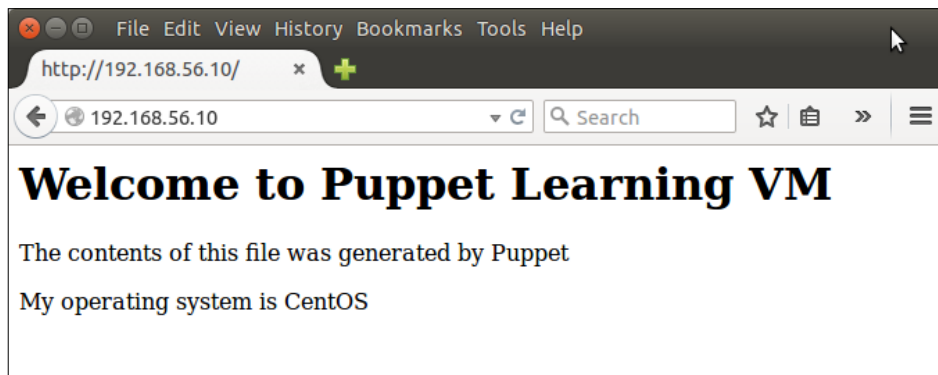 File Edit View History Bookmarks Tools Help
http://192.168.56.10/
192.168.56.10
Search
Welcome to Puppet Learning VM
The contents of this file was generated by Puppet
My operating system is CentOS